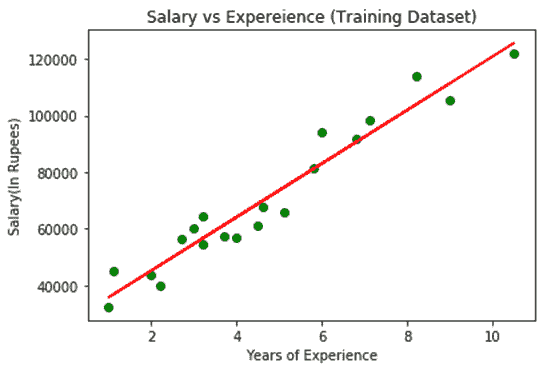 Salary vs Expereience (Training Dataset)
120000
100000
80000
60000
40000
Salary(In Rupees)
2 4 6 8 10
Years of Experience